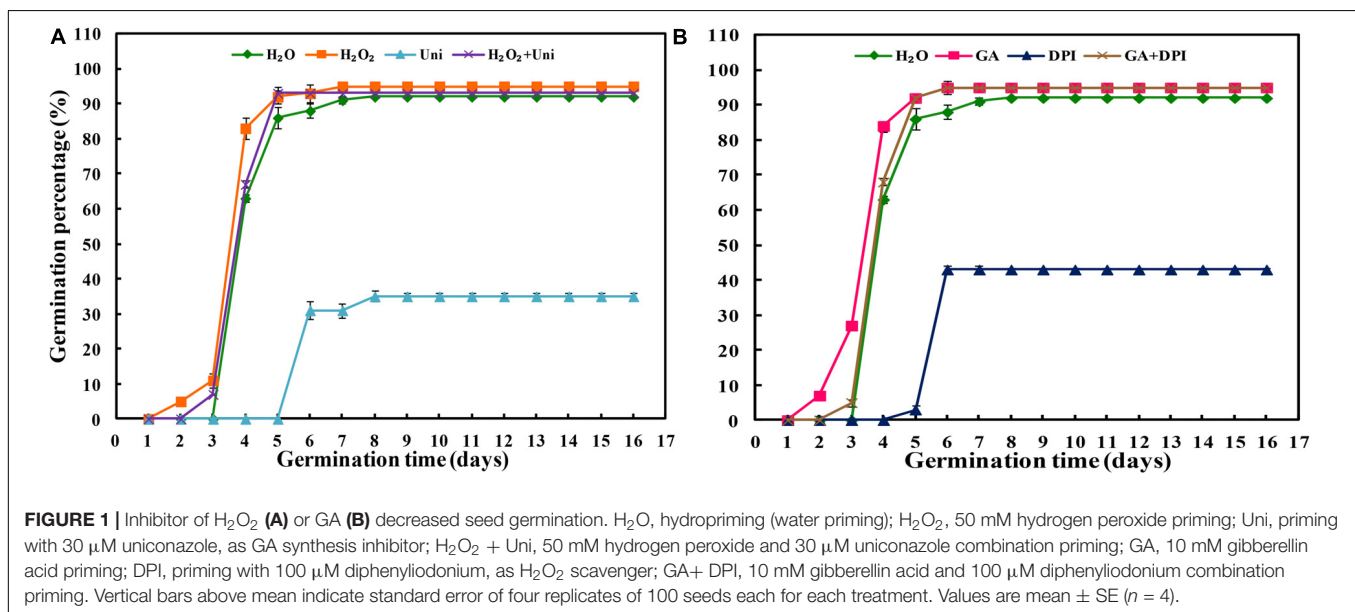 A
H₂O H₂O₂ Uni H₂O₂+Uni
110
100
90
80
70
60
50
40
30
20
10
0
Germination percentage (%)
0 1 2 3 4 5 6 7 8 9 10 11 12 13 14 15 16 17
Germination time (days)
B
H₂O GA DPI GA+DPI
110
100
90
80
70
60
50
40
30
20
10
0
0 1 2 3 4 5 6 7 8 9 10 11 12 13 14 15 16 17
Germination time (days)
FIGURE 1 | Inhibitor of H₂O₂ (A) or GA (B) decreased seed germination. H₂O, hydropriming (water priming); H₂O₂, 50 mM hydrogen peroxide priming; Uni, priming
with 30 μM uniconazole, as GA synthesis inhibitor; H₂O₂ + Uni, 50 mM hydrogen peroxide and 30 μM uniconazole combination priming; GA, 10 mM gibberellin
acid priming; DPI, priming with 100 μM diphenyliodonium, as H₂O₂ scavenger; GA+ DPI, 10 mM gibberellin acid and 100 μM diphenyliodonium combination
priming. Vertical bars above mean indicate standard error of four replicates of 100 seeds each for each treatment. Values are mean ± SE (n = 4).